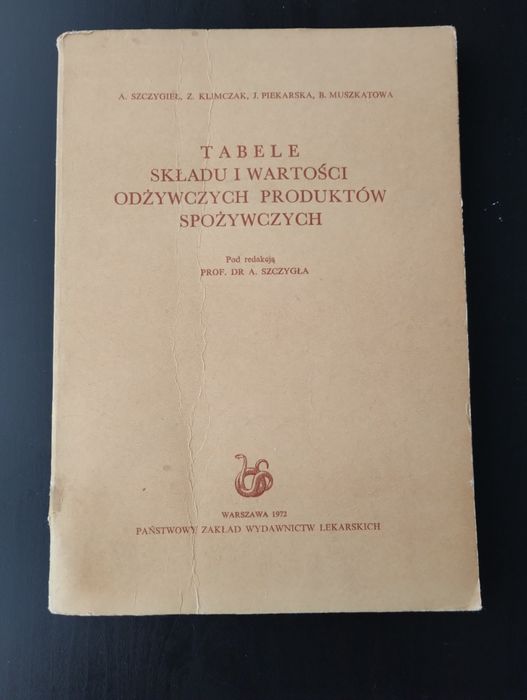 A. SZCZYGIEŁ, Z. KLIMCZAK, J. PIEKARSKA, B. MUSZKATOWA
TABELE
SKŁADU I WARTOŚCI
ODŻYWCZYCH PRODUKTÓW
SPOŻYWCZYCH
Pod redakcją
PROF. DR A. SZCZYGŁA
WARSZAWA 1972
PAŃSTWOWY ZAKŁAD WYDAWNICTW LEKARSKICH